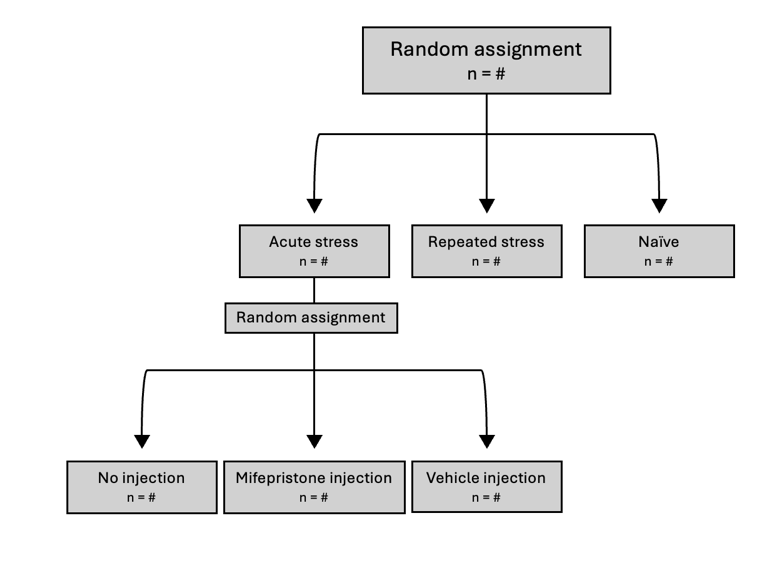 Random assignment
n = #
Acute stress
n = #
Repeated stress
n = #
Naïve
n = #
Random assignment
No injection
n = #
Mifepristone injection
n = #
Vehicle injection
n = #